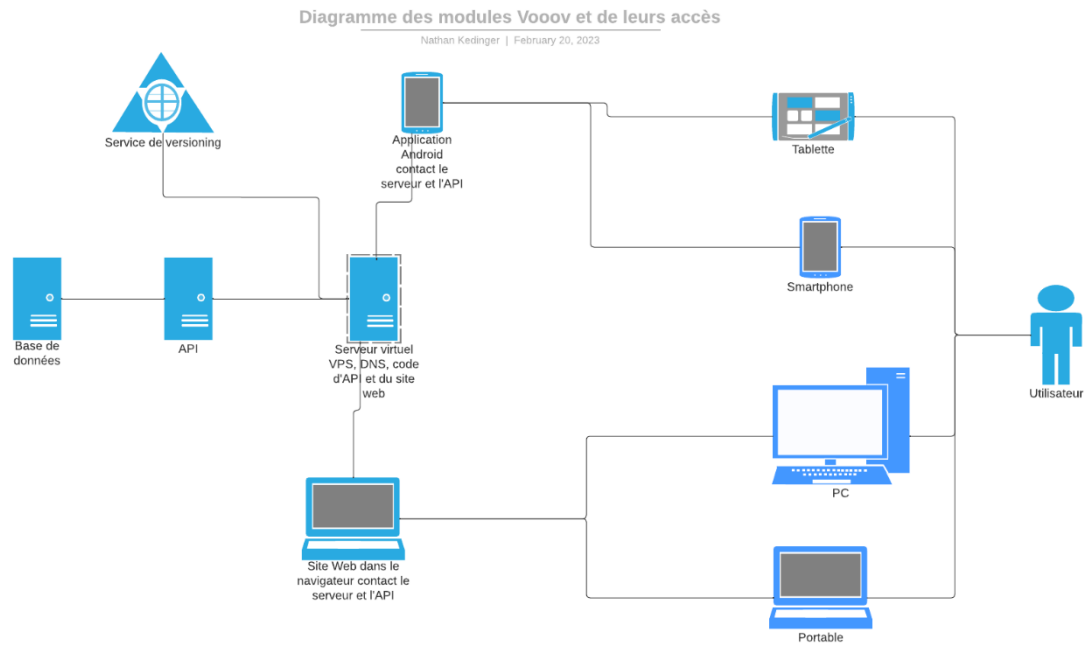 Diagramme des modules Vooov et de leurs accès
Nathan Kedinger | February 20, 2023
Service de versioning
Application
Android
contact le
serveur et l'API
Tablette
Smartphone
Base de
données
API
Serveur virtuel
VPS, DNS, code
d'API et du site
web
Utilisateur
PC
Site Web dans le
navigateur contact le
serveur et l'API
Portable